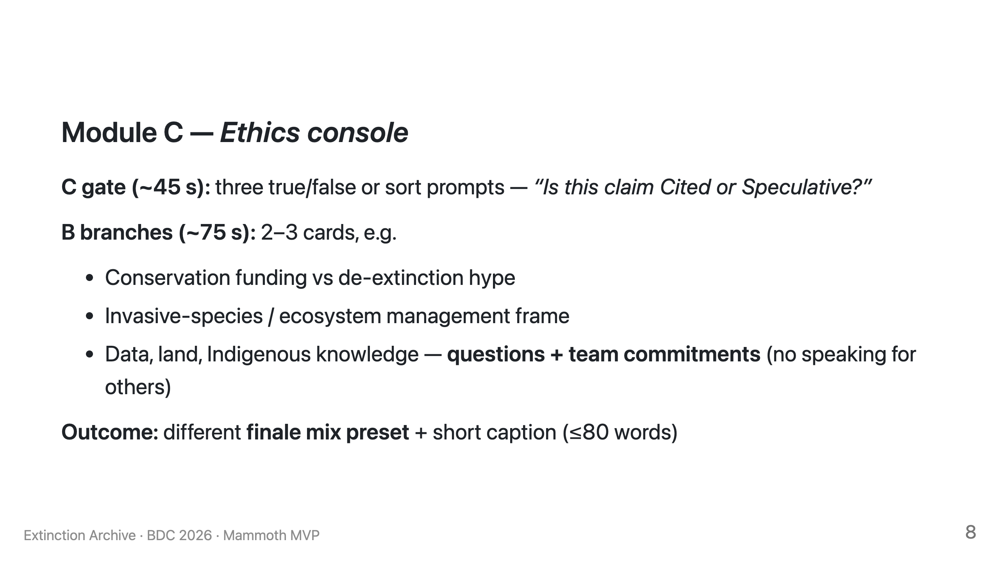 Module C — Ethics console
C gate (~45 s): three true/false or sort prompts — “Is this claim Cited or Speculative?”
B branches (~75 s): 2–3 cards, e.g.
• Conservation funding vs de-extinction hype
• Invasive-species / ecosystem management frame
• Data, land, Indigenous knowledge — questions + team commitments (no speaking for
others)
Outcome: different finale mix preset + short caption (≤80 words)
Extinction Archive · BDC 2026 · Mammoth MVP
8